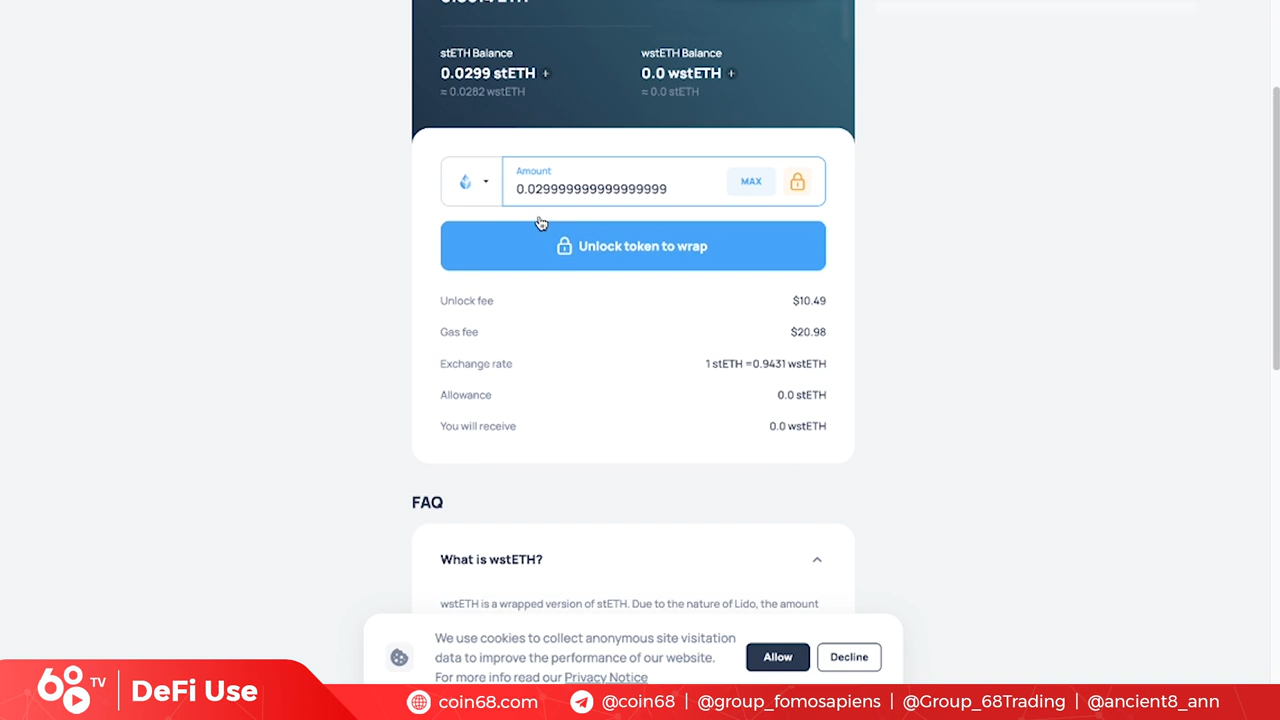 stETH Balance
wstETH Balance
0.0299 stETH +
0.0 wstETH +
≈ 0.0282 wstETH
≈ 0.0 stETH
Amount
0.029999999999999999
MAX
Unlock token to wrap
Unlock fee
$10.49
Gas fee
$20.98
Exchange rate
1 stETH =0.9431 wstETH
Allowance
0.0 stETH
You will receive
0.0 wstETH
FAQ
What is wstETH?
wstETH is a wrapped version of stETH. Due to the nature of Lido, the amount
We use cookies to collect anonymous site visitation
data to improve the performance of our website.
For more info read our Privacy Notice
Allow
Decline
68 TV
DeFi Use
coin68.com
@coin68 | @group_fomosapiens | @Group_68Trading | @ancient8_ann